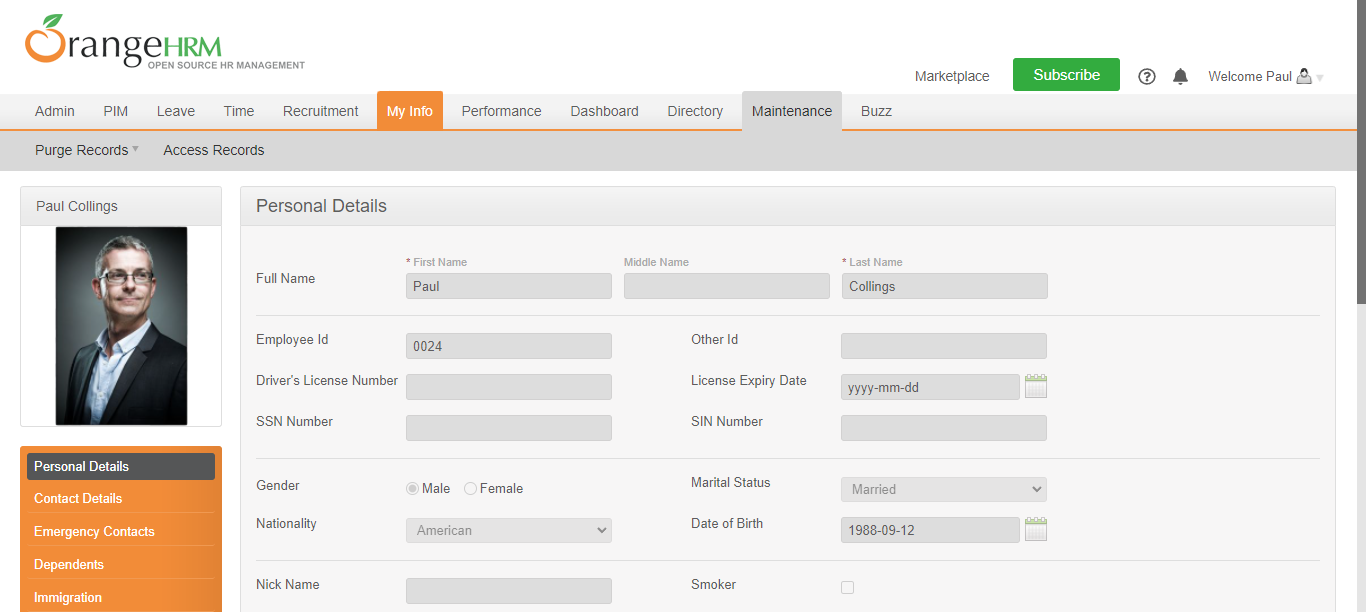 OrangeHRM
OPEN SOURCE HR MANAGEMENT
Marketplace Subscribe ? Welcome Paul
Admin PIM Leave Time Recruitment My Info Performance Dashboard Directory Maintenance Buzz
Purge Records Access Records
Paul Collings
Personal Details
Contact Details
Emergency Contacts
Dependents
Immigration
Personal Details
* First Name Middle Name * Last Name
Full Name Paul Collings
Employee Id 0024 Other Id
Driver's License Number License Expiry Date yyyy-mm-dd
SSN Number SIN Number
Gender Male Female Marital Status Married
Nationality American Date of Birth 1988-09-12
Nick Name Smoker